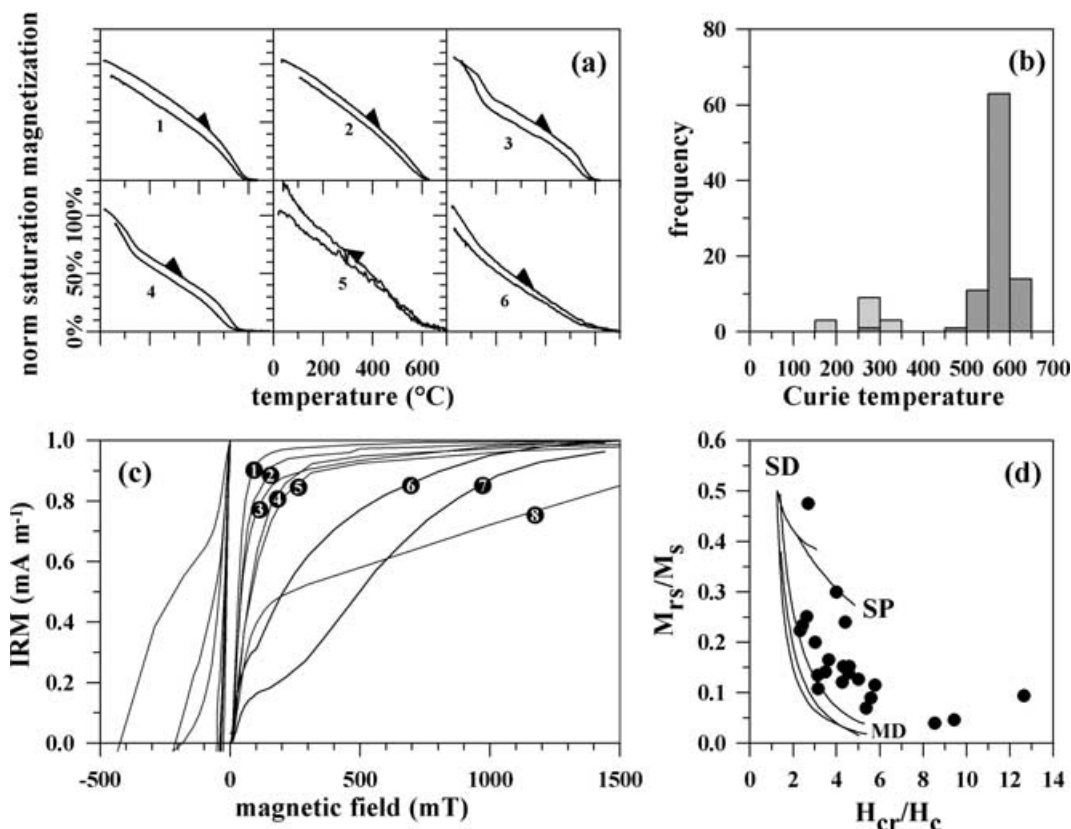 norm saturation magnetization
(a)
1
2
3
4
5
6
0% 50% 100%
0 200 400 600
temperature (°C)
(b)
frequency
80
60
40
20
0
0 100 200 300 400 500 600 700
Curie temperature
(c)
IRM (mA m-1)
1.0
0.8
0.6
0.4
0.2
1.0
1
2
3
4
5
6
7
8
-500 0 500 1000 1500
magnetic field (mT)
(d)
Mrs/Ms
0.6
0.5
0.4
0.3
0.2
0.1
0.0
SD
SP
MD
0 2 4 6 8 10 12 14
Hcr/Hc